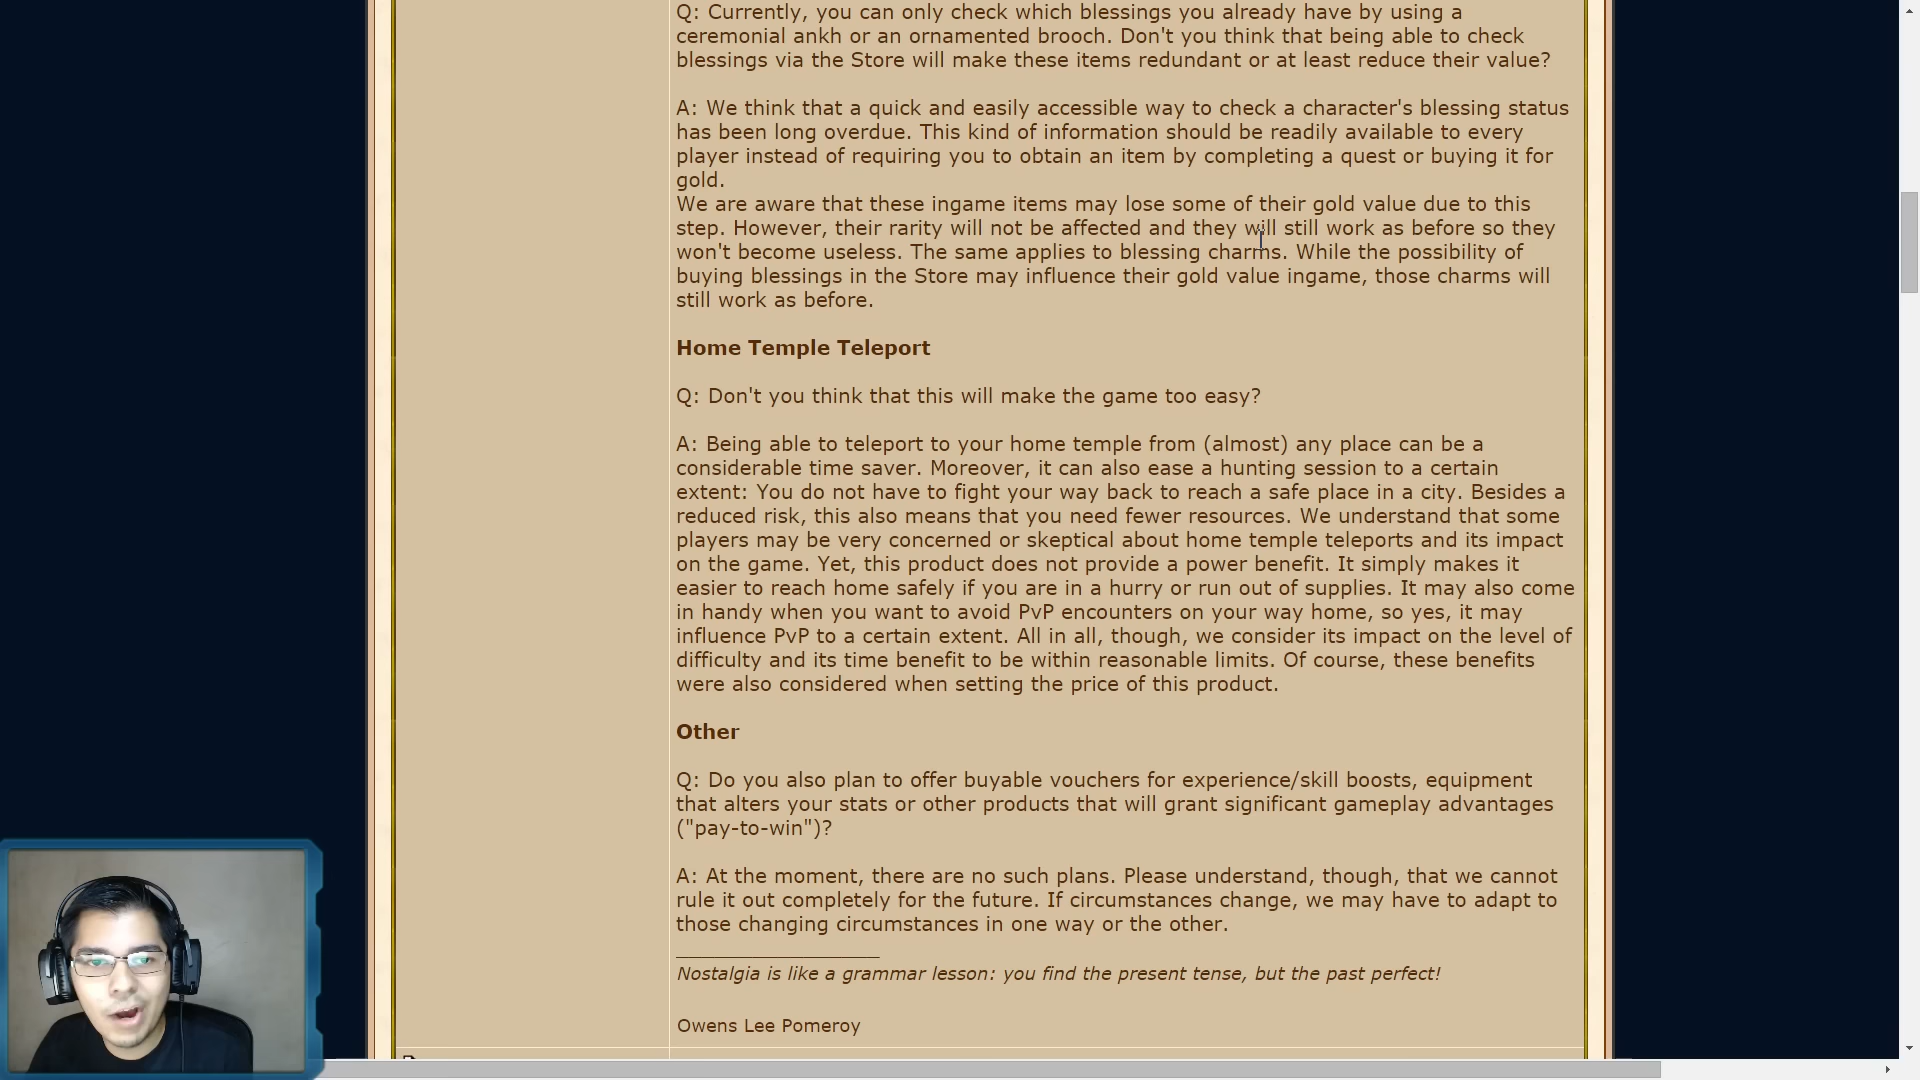 Q: Currently, you can only check which blessings you already have by using a
ceremonial ankh or an ornamented brooch. Don't you think that being able to check
blessings via the Store will make these items redundant or at least reduce their value?
A: We think that a quick and easily accessible way to check a character's blessing status
has been long overdue. This kind of information should be readily available to every
player instead of requiring you to obtain an item by completing a quest or buying it for
gold.
We are aware that these ingame items may lose some of their gold value due to this
step. However, their rarity will not be affected and they will still work as before so they
won't become useless. The same applies to blessing charms. While the possibility of
buying blessings in the Store may influence their gold value ingame, those charms will
still work as before.
Home Temple Teleport
Q: Don't you think that this will make the game too easy?
A: Being able to teleport to your home temple from (almost) any place can be a
considerable time saver. Moreover, it can also ease a hunting session to a certain
extent: You do not have to fight your way back to reach a safe place in a city. Besides a
reduced risk, this also means that you need fewer resources. We understand that some
players may be very concerned or skeptical about home temple teleports and its impact
on the game. Yet, this product does not provide a power benefit. It simply makes it
easier to reach home safely if you are in a hurry or run out of supplies. It may also come
in handy when you want to avoid PvP encounters on your way home, so yes, it may
influence PvP to a certain extent. All in all, though, we consider its impact on the level of
difficulty and its time benefit to be within reasonable limits. Of course, these benefits
were also considered when setting the price of this product.
Other
Q: Do you also plan to offer buyable vouchers for experience/skill boosts, equipment
that alters your stats or other products that will grant significant gameplay advantages
("pay-to-win")?
A: At the moment, there are no such plans. Please understand, though, that we cannot
rule it out completely for the future. If circumstances change, we may have to adapt to
those changing circumstances in one way or the other.
Nostalgia is like a grammar lesson: you find the present tense, but the past perfect!
Owens Lee Pomeroy